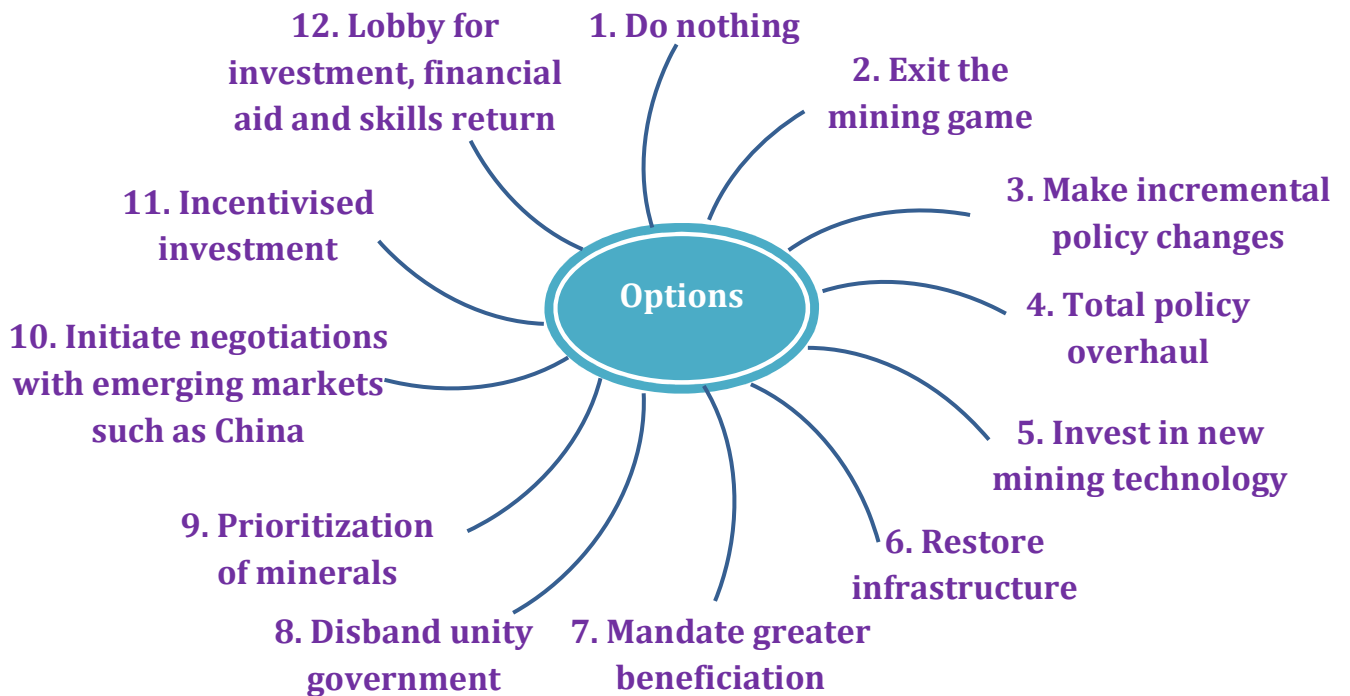 Options
1. Do nothing
2. Exit the
mining game
3. Make incremental
policy changes
4. Total policy
overhaul
5. Invest in new
mining technology
6. Restore
infrastructure
7. Mandate greater
beneficiation
8. Disband unity
government
9. Prioritization
of minerals
10. Initiate negotiations
with emerging markets
such as China
11. Incentivised
investment
12. Lobby for
investment, financial
aid and skills return